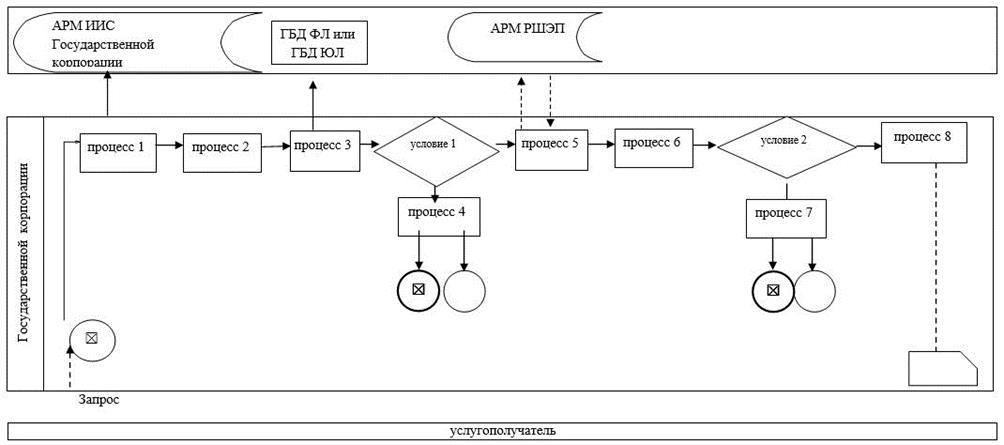 АРМ ИИС
Государственной
корпорации
ГБД ФЛ или
ГБД ЮЛ
АРМ РШЭП
Государственной корпорации
процесс 1
процесс 2
процесс 3
условие 1
процесс 5
процесс 6
условие 2
процесс 8
процесс 4
процесс 7
Запрос
услугополучатель